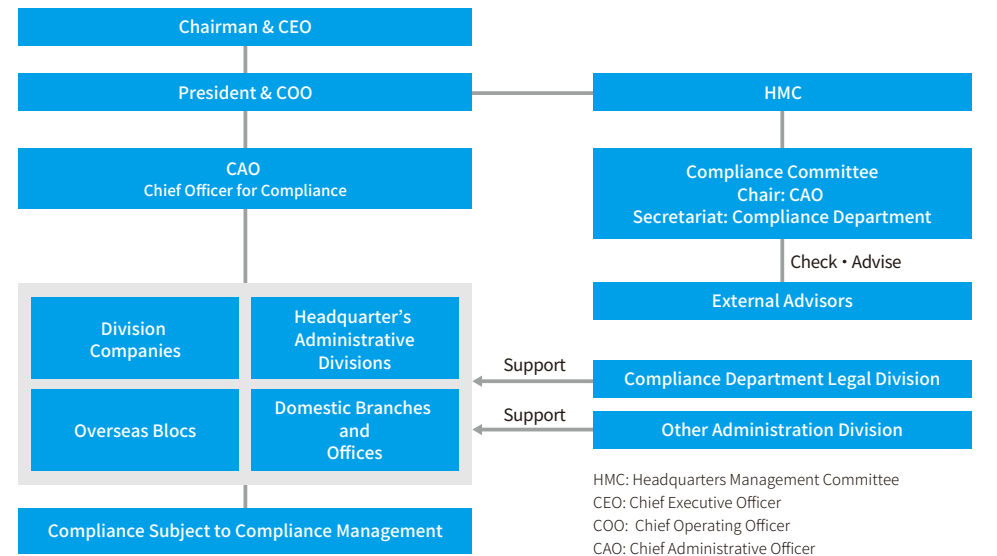 Chairman & CEO
President & COO
HMC
CAO
Chief Officer for Compliance
Compliance Committee
Chair: CAO
Secretariat: Compliance Department
Check・Advise
External Advisors
Division
Companies
Headquarter's
Administrative
Divisions
Overseas Blocs
Domestic Branches
and
Offices
Support
Compliance Department Legal Division
Support
Other Administration Division
Compliance Subject to Compliance Management
HMC: Headquarters Management Committee
CEO: Chief Executive Officer
COO: Chief Operating Officer
CAO: Chief Administrative Officer